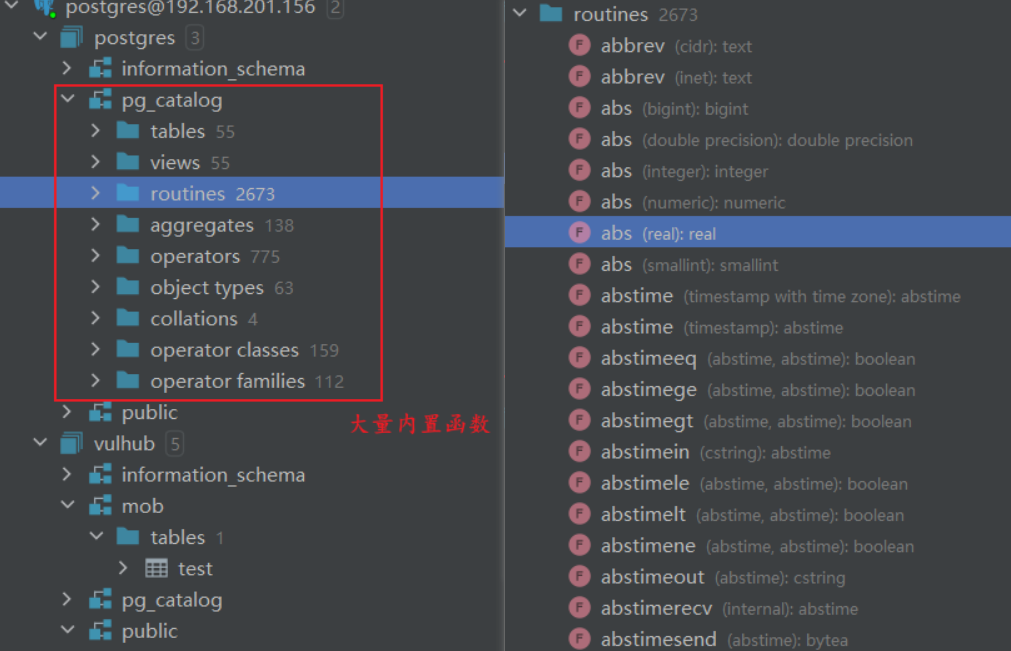 postgres@192.168.201.156 2
postgres 3
information_schema
pg_catalog
tables 55
views 55
routines 2673
aggregates 138
operators 775
object types 63
collations 4
operator classes 159
operator families 112
public
大量内置函数
vulhub 5
information_schema
mob
tables 1
test
pg_catalog
public
routines 2673
F abbrev (cidr): text
F abbrev (inet): text
F abs (bigint): bigint
F abs (double precision): double precision
F abs (integer): integer
F abs (numeric): numeric
F abs (real): real
F abs (smallint): smallint
F abstime (timestamp with time zone): abstime
F abstime (timestamp): abstime
F abstimeeq (abstime, abstime): boolean
F abstimege (abstime, abstime): boolean
F abstimegt (abstime, abstime): boolean
F abstimein (cstring): abstime
F abstimele (abstime, abstime): boolean
F abstimelt (abstime, abstime): boolean
F abstimene (abstime, abstime): boolean
F abstimeout (abstime): cstring
F abstimerecv (internal): abstime
F abstimesend (abstime): bytea